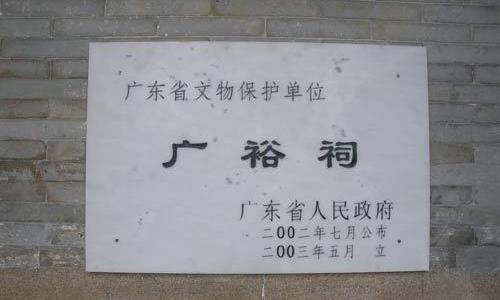 广东省文物保护单位
广裕祠
广东省人民政府
二00二年七月公布
二00三年五月 立